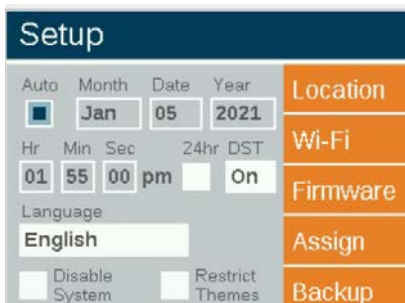 Setup
Auto Month Date Year
Jan 05 2021
Hr Min Sec 24hr DST
01 55 00 pm On
Language
English
Disable System
Restrict Themes
Location
Wi-Fi
Firmware
Assign
Backup